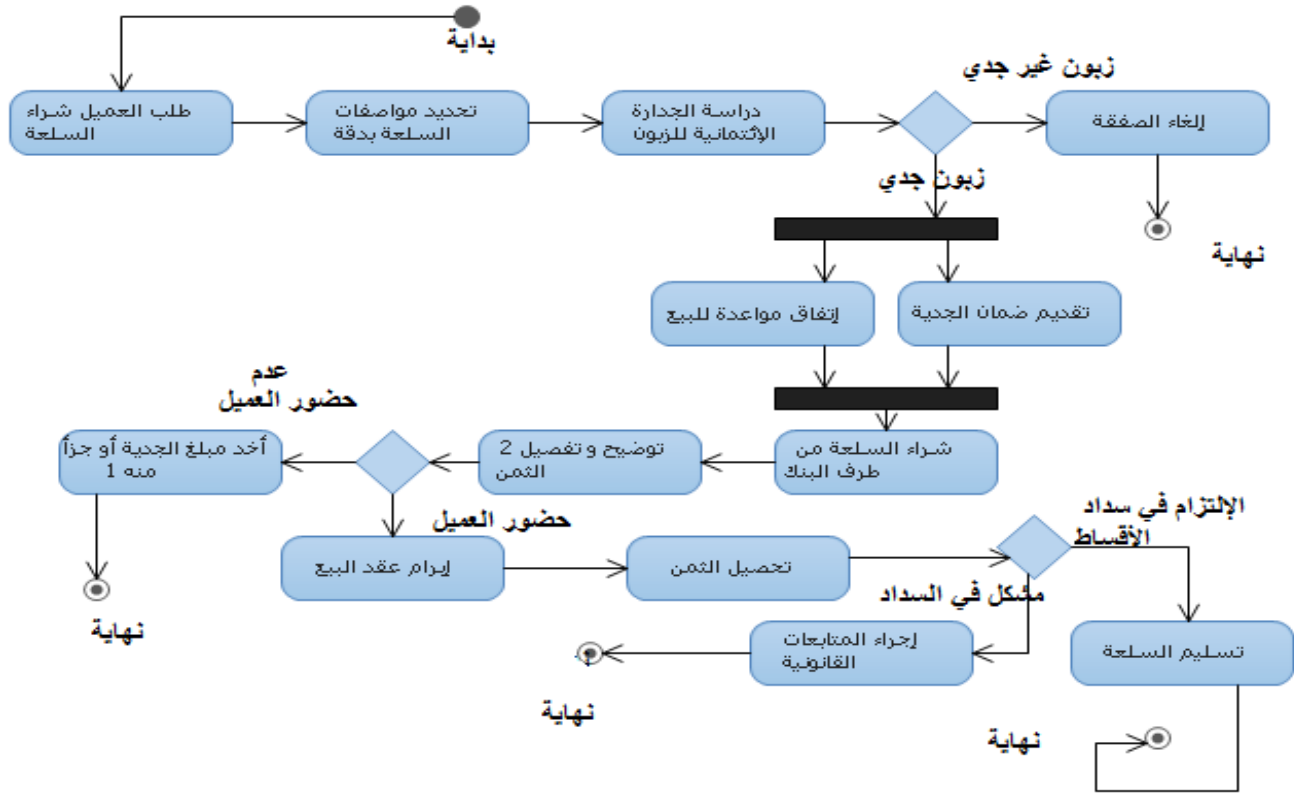 بداية
طلب العميل شراء
السلعة
تحديد مواصفات
السلعة بدقة
دراسة الجدارة
الإئتمانية للزبون
زبون غير جدي
إلغاء الصفقة
نهاية
زبون جدي
تقديم ضمان الجدية
إتفاق مواعدة للبيع
شراء السلعة من
طرف البنك
توضيح و تفصيل 2
الثمن
عدم
حضور العميل
أخد مبلغ الجدية أو جزأ
منه 1
نهاية
حضور العميل
إبرام عقد البيع
تحصيل الثمن
الإلتزام في سداد
الأقساط
مشكل في السداد
إجراء المتابعات
القانونية
نهاية
تسليم السلعة
نهاية